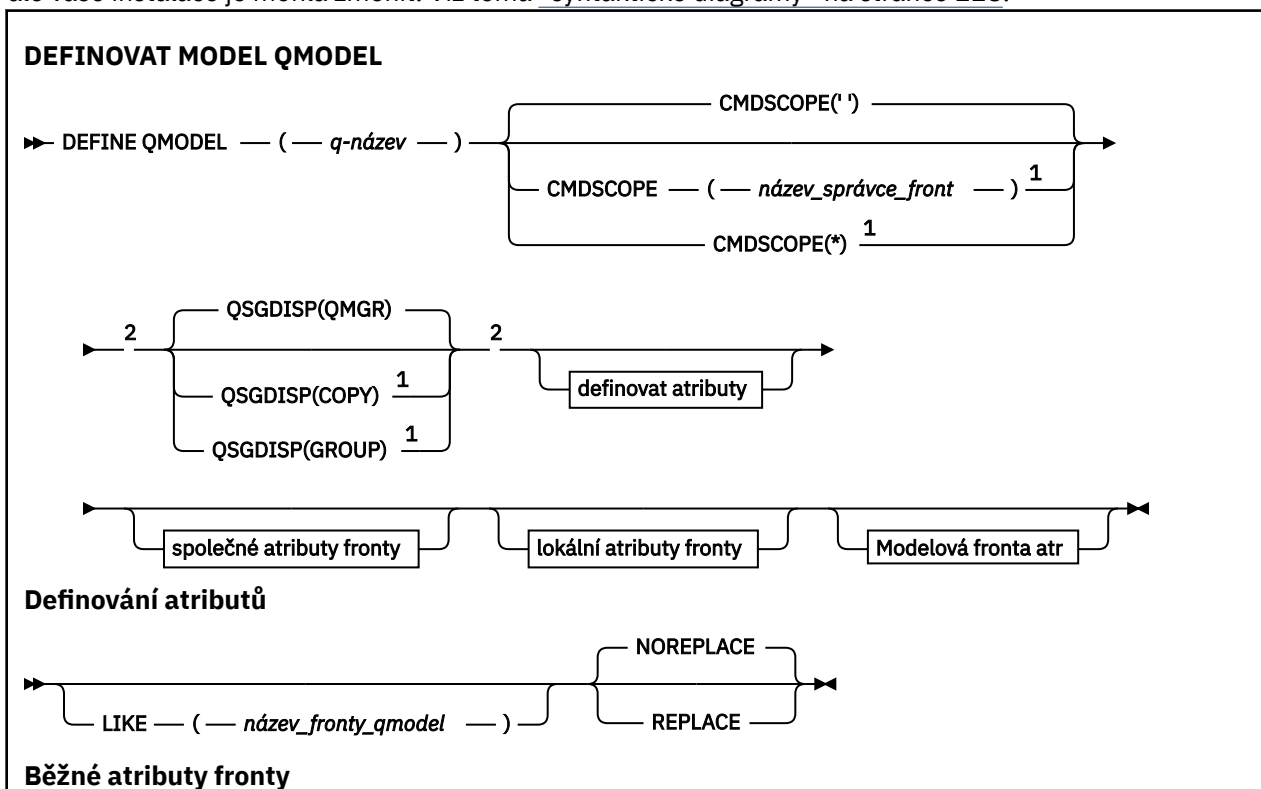 DEFINOVAT MODEL QMODEL
CMDSCOPE(' ')
DEFINE QMODEL ( q-název )
CMDSCOPE ( název_správce_front ) 1
CMDSCOPE(*) 1
QSGDISP(QMGR)
2 2
QSGDISP(COPY) 1
definovat atributy
QSGDISP(GROUP) 1
společné atributy fronty lokální atributy fronty Modelová fronta atr
Definování atributů
NOREPLACE
LIKE ( název_fronty_qmodel ) REPLACE
Běžné atributy fronty